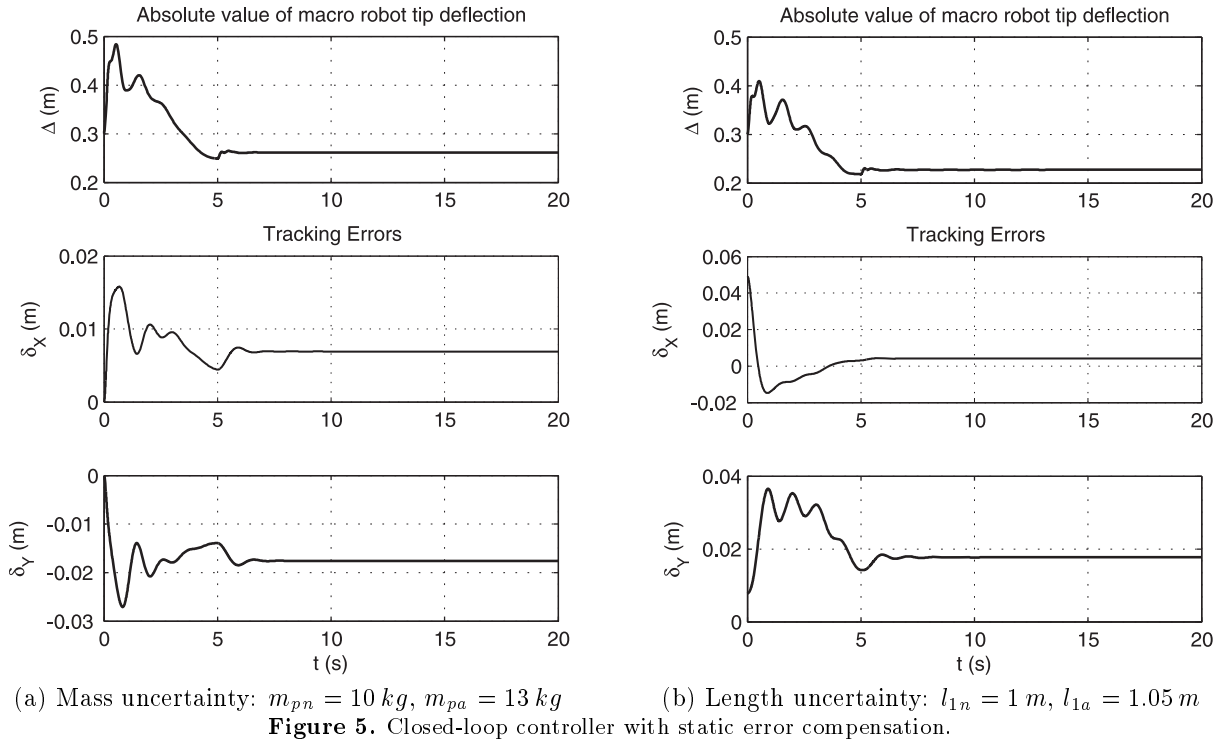 Absolute value of macro robot tip deflection
0.5
0.4
0.3
0.2
Δ (m)
0 5 10 15 20
Tracking Errors
0.02
0.01
0
δX (m)
0 5 10 15 20
0
-0.01
-0.02
-0.03
δY (m)
0 5 10 15 20
t (s)
(a) Mass uncertainty: mpn = 10 kg, mpa = 13 kg
Absolute value of macro robot tip deflection
0.5
0.4
0.3
0.2
Δ (m)
0 5 10 15 20
Tracking Errors
0.06
0.04
0.02
0
-0.02
δX (m)
0 5 10 15 20
0.04
0.02
0
δY (m)
0 5 10 15 20
t (s)
(b) Length uncertainty: l1n = 1 m, l1a = 1.05 m
Figure 5. Closed-loop controller with static error compensation.